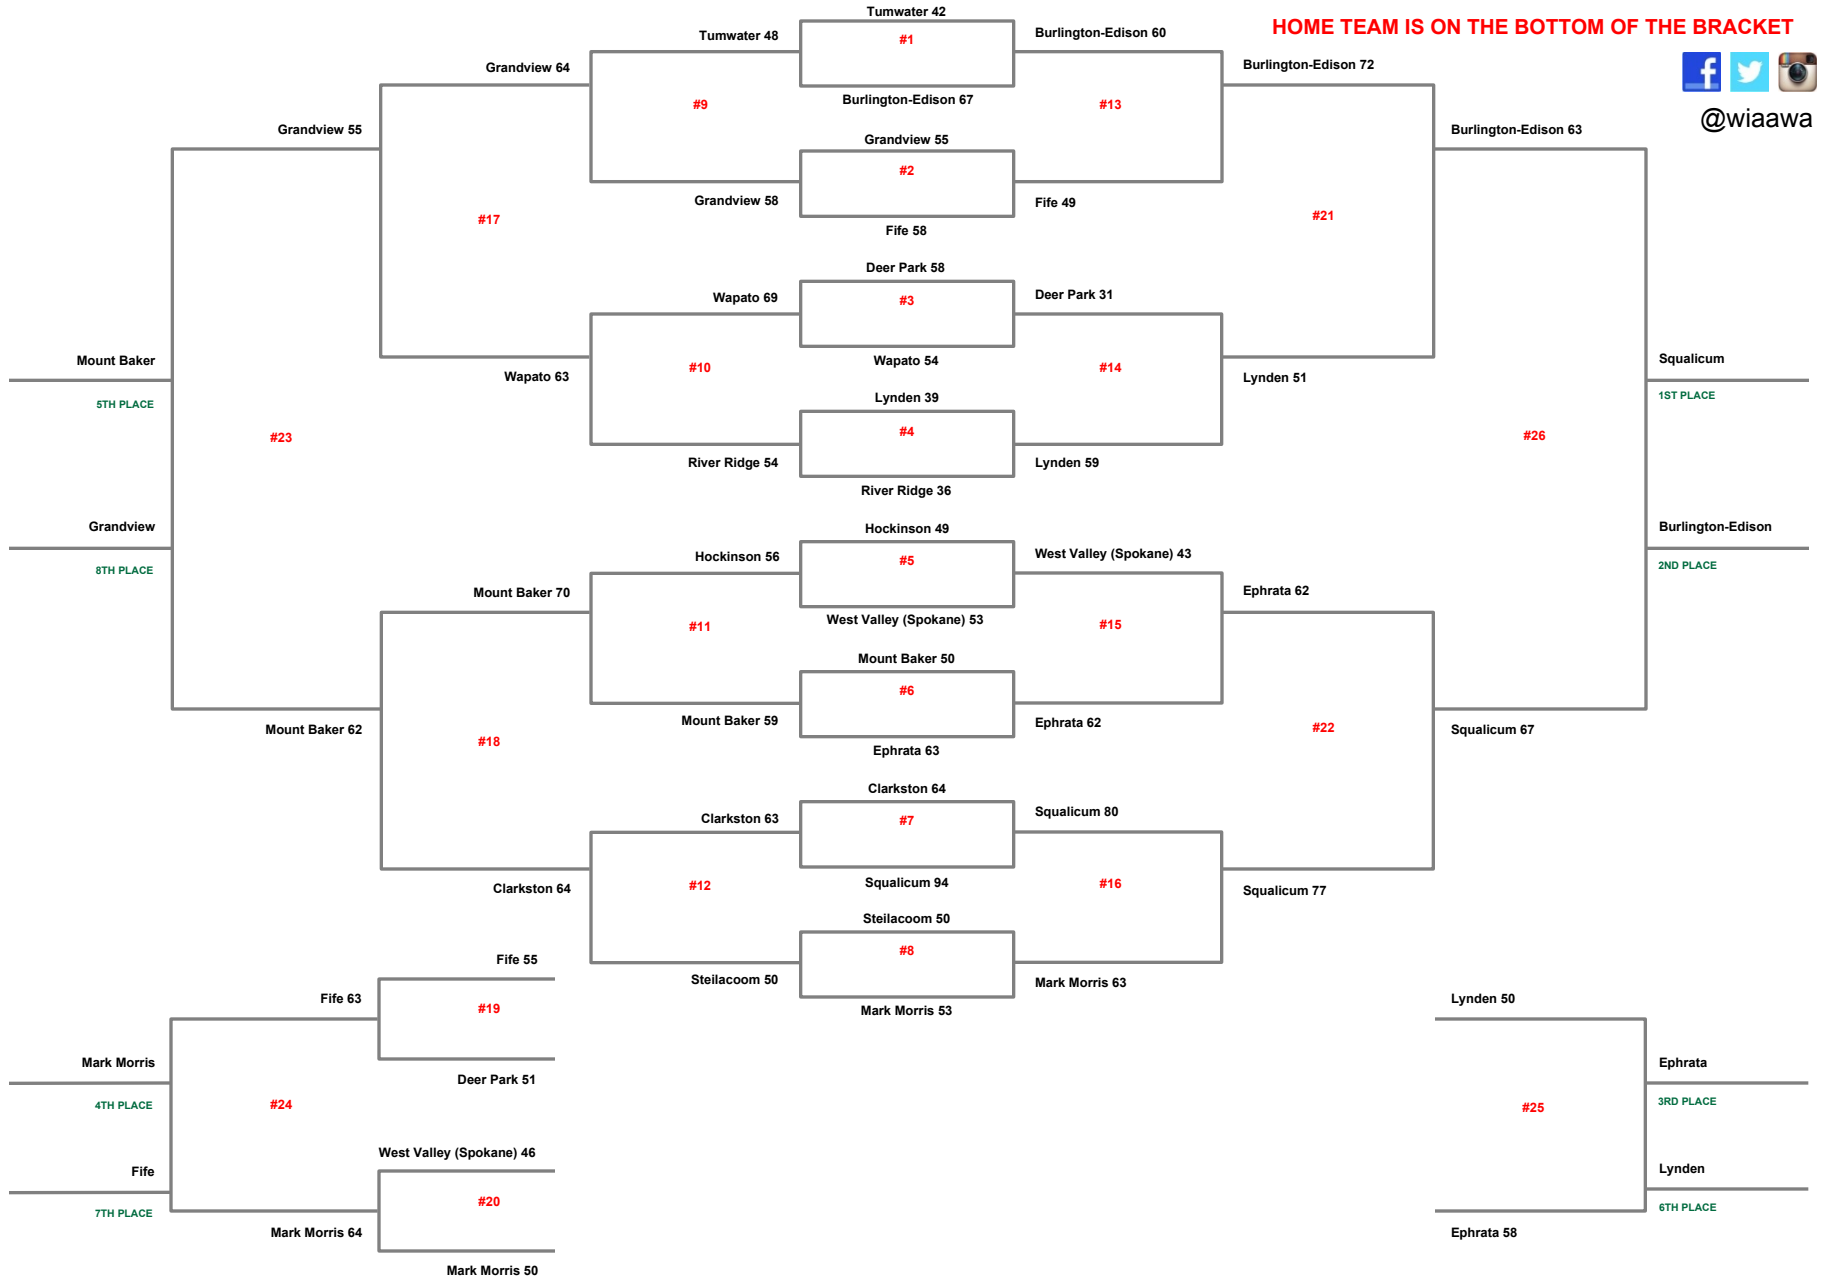 Tumwater 42
HOME TEAM IS ON THE BOTTOM OF THE BRACKET
Tumwater 48
#1
Burlington-Edison 60
Grandview 64
Burlington-Edison 72
Burlington-Edison 67
#9
#13
@wiaawa
Grandview 55
Grandview 55
Burlington-Edison 63
#2
Grandview 58
Fife 49
#17
#21
Fife 58
Deer Park 58
Wapato 69
#3
Deer Park 31
Mount Baker
Wapato 54
Squalicum
#10
#14
Wapato 63
Lynden 51
5TH PLACE
1ST PLACE
Lynden 39
#23
#4
#26
River Ridge 54
Lynden 59
River Ridge 36
Grandview
Hockinson 49
Burlington-Edison
Hockinson 56
#5
West Valley (Spokane) 43
8TH PLACE
2ND PLACE
Mount Baker 70
Ephrata 62
West Valley (Spokane) 53
#11
#15
Mount Baker 50
#6
Mount Baker 59
Ephrata 62
Mount Baker 62
#18
#22
Squalicum 67
Ephrata 63
Clarkston 64
Clarkston 63
#7
Squalicum 80
Clarkston 64
#12
Squalicum 94
#16
Squalicum 77
Steilacoom 50
#8
Fife 55
Steilacoom 50
Mark Morris 63
Fife 63
#19
Mark Morris 53
Lynden 50
Mark Morris
Ephrata
Deer Park 51
4TH PLACE
#24
#25
3RD PLACE
West Valley (Spokane) 46
Fife
Lynden
#20
7TH PLACE
6TH PLACE
Mark Morris 64
Ephrata 58
Mark Morris 50